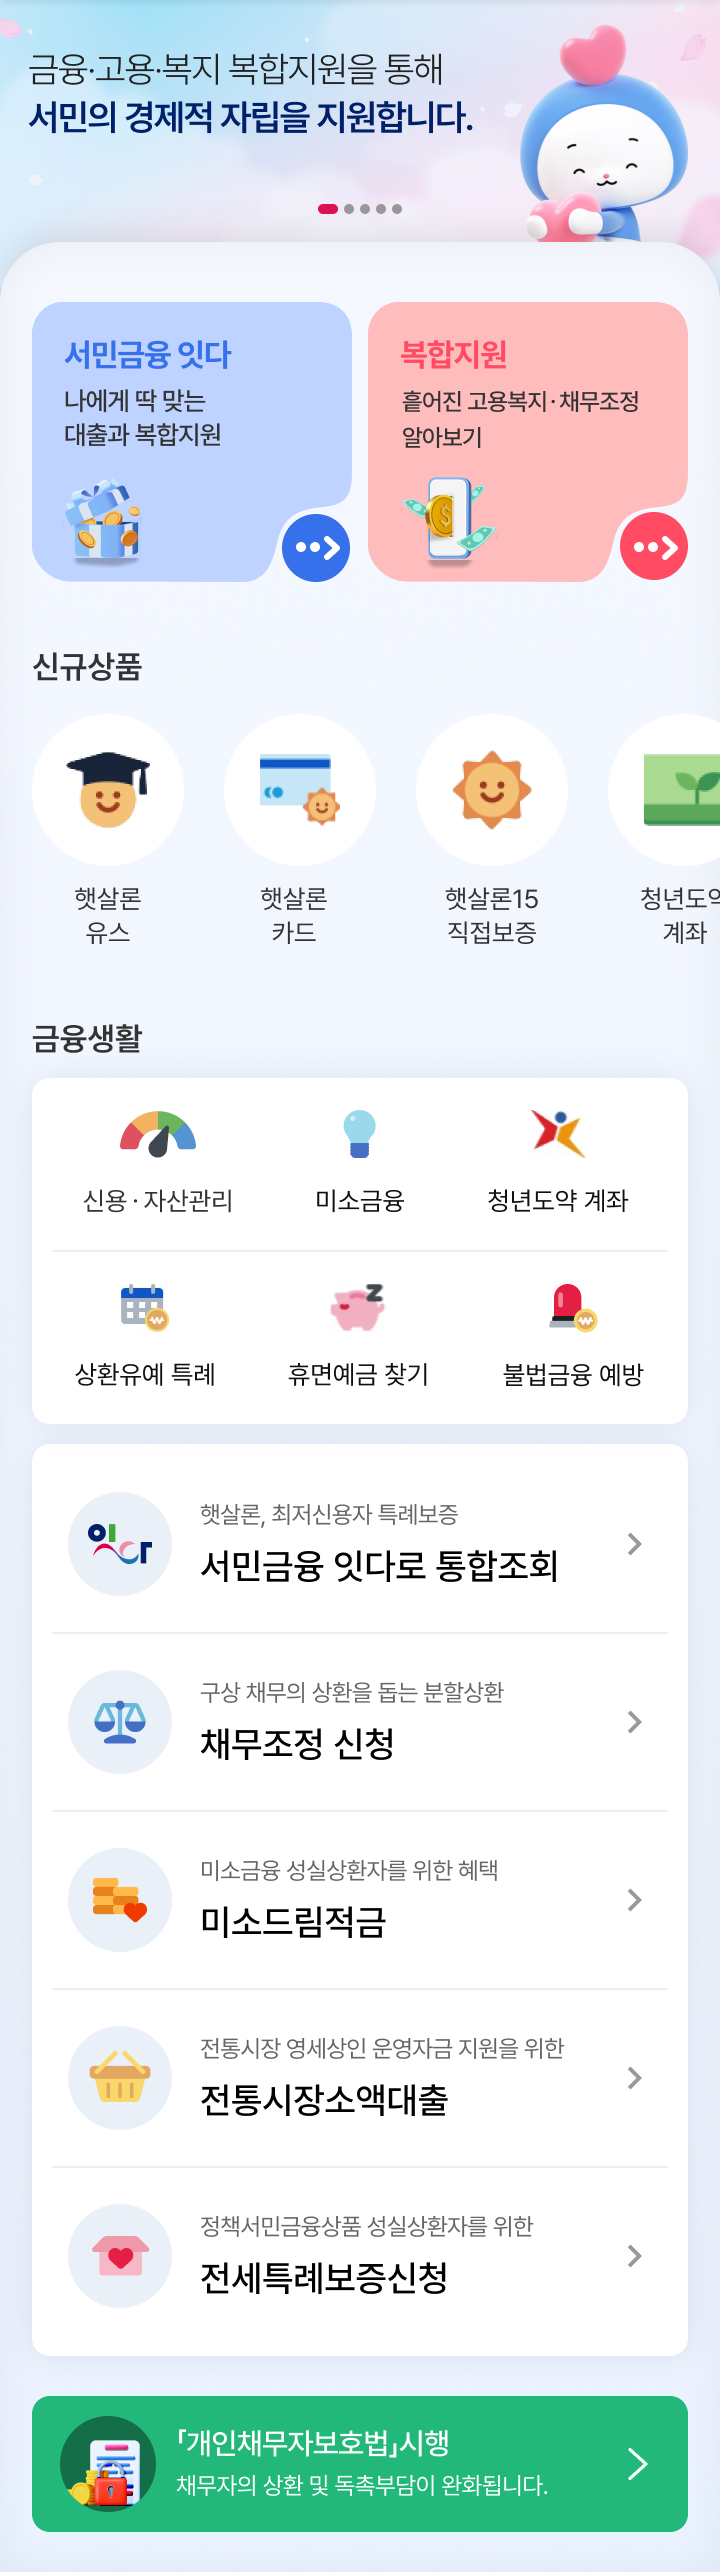 금융·고용·복지 복합지원을 통해
서민의 경제적 자립을 지원합니다.
서민금융 잇다
나에게 딱 맞는
대출과 복합지원
복합지원
흩어진 고용복지·채무조정
알아보기
신규상품
햇살론
유스
햇살론
카드
햇살론15
직접보증
청년도약
계좌
금융생활
신용·자산관리
미소금융
청년도약 계좌
상환유예 특례
휴면예금 찾기
불법금융 예방
잇다
햇살론, 최저신용자 특례보증
서민금융 잇다로 통합조회
구상 채무의 상환을 돕는 분할상환
채무조정 신청
미소금융 성실상환자를 위한 혜택
미소드림적금
전통시장 영세상인 운영자금 지원을 위한
전통시장소액대출
정책서민금융상품 성실상환자를 위한
전세특례보증신청
「개인채무자보호법」시행
채무자의 상환 및 독촉부담이 완화됩니다.